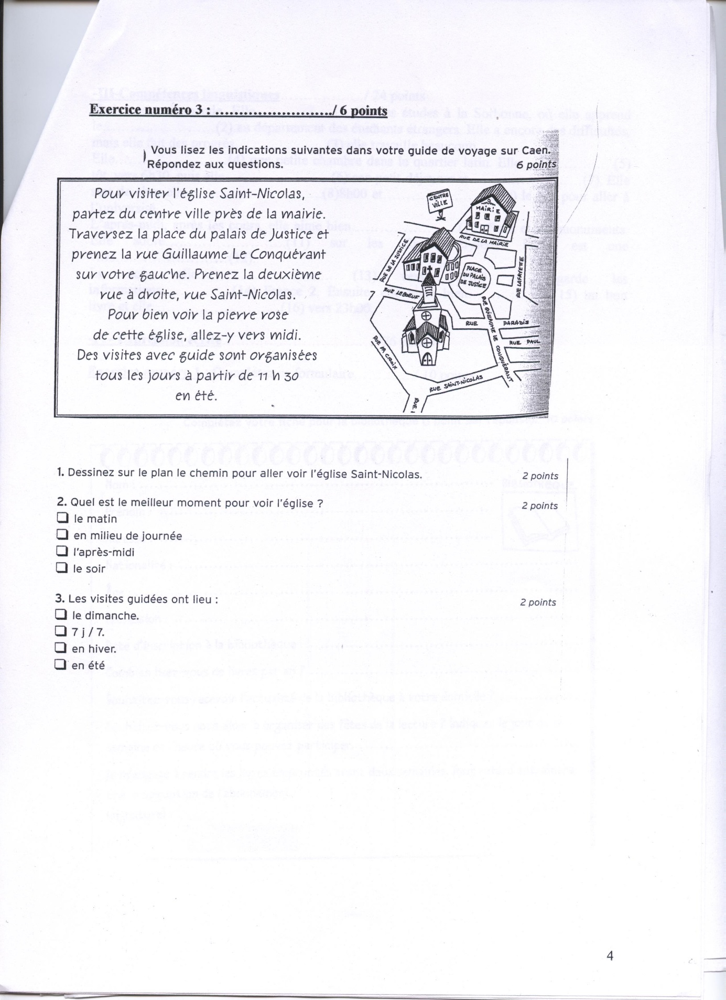 Exercice numéro 3 : ............................/ 6 points
Vous lisez les indications suivantes dans votre guide de voyage sur Caen.
Répondez aux questions.
6 points
Pour visiter l'église Saint-Nicolas,
partez du centre ville près de la mairie.
Traversez la place du palais de Justice et
prenez la rue Guillaume Le Conquérant
sur votre gauche. Prenez la deuxième
rue à droite, rue Saint-Nicolas.
Pour bien voir la pierre rose
de cette église, allez-y vers midi.
Des visites avec guide sont organisées
tous les jours à partir de 11 h 30
en été.
CENTRE
VILLE
MAIRIE
RUE DE LA MAIRIE
RUE DE LA JUSTICE
PLACE
DU PALAIS
DE JUSTICE
RUE LAFAYETTE
RUE LEBOEUF
RUE GUILLAUME LE CONQUÉRANT
RUE PARADIS
RUE PAUL
RUE LA CROIX
RUE SAINT-NICOLAS
RUE
1. Dessinez sur le plan le chemin pour aller voir l'église Saint-Nicolas.
2 points
2. Quel est le meilleur moment pour voir l'église ?
2 points
le matin
en milieu de journée
l'après-midi
le soir
3. Les visites guidées ont lieu :
2 points
le dimanche.
7 j / 7.
en hiver.
en été
4